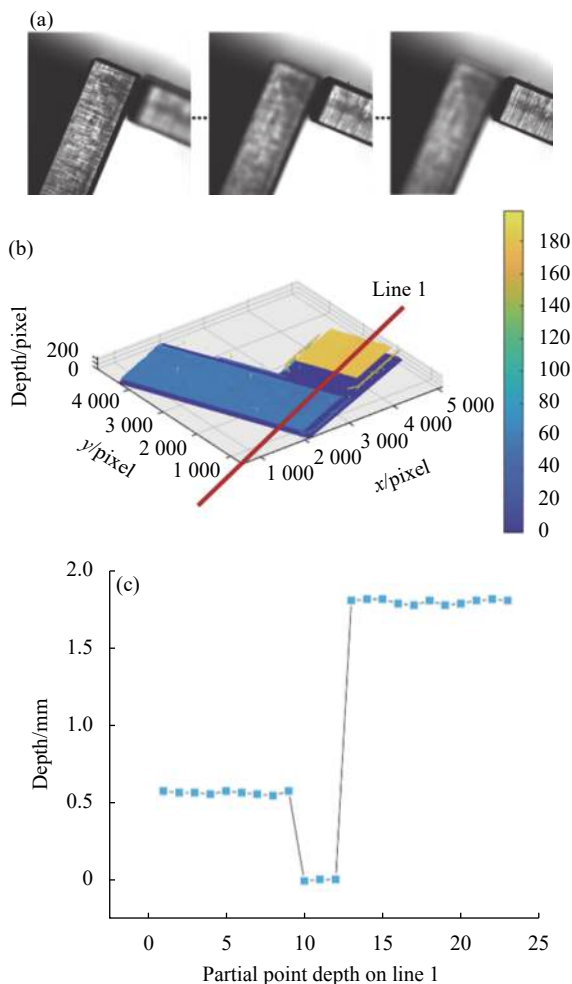 (a)
(b)
Line 1
Depth/pixel
200
0
4 000
3 000
2 000
1 000
y/pixel
1 000
2 000
3 000
4 000
5 000
x/pixel
180
160
140
120
100
80
60
40
20
0
(c)
2.0
1.5
1.0
0.5
0
Depth/mm
0 5 10 15 20 25
Partial point depth on line 1